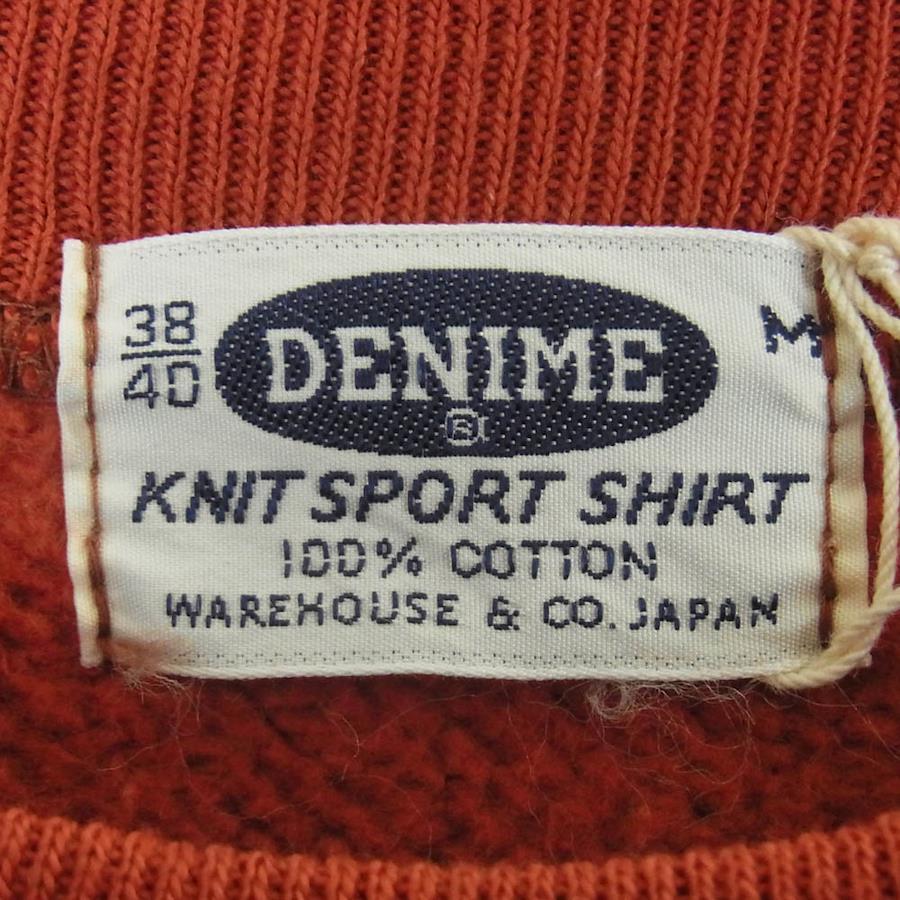 38
40
DENIME
®
M
KNIT SPORT SHIRT
100% COTTON
WAREHOUSE & CO. JAPAN